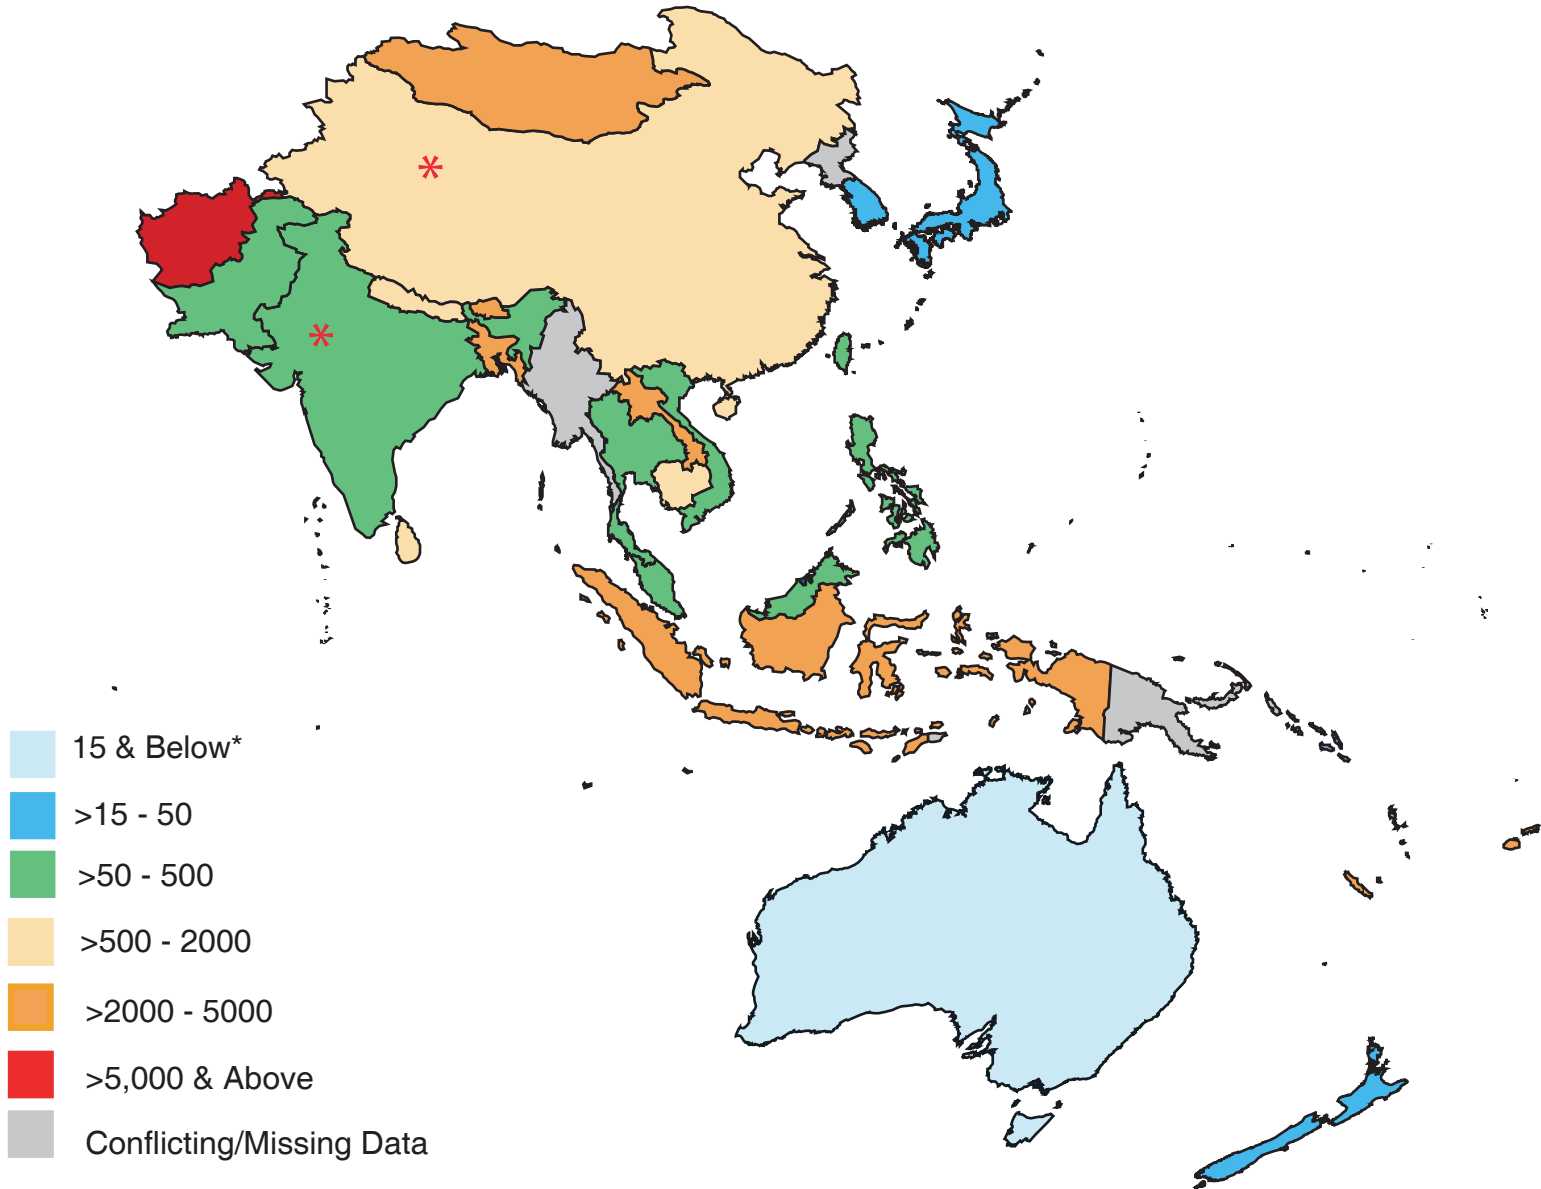 *
*
15 & Below*
>15 - 50
>50 - 500
>500 - 2000
>2000 - 5000
>5,000 & Above
Conflicting/Missing Data